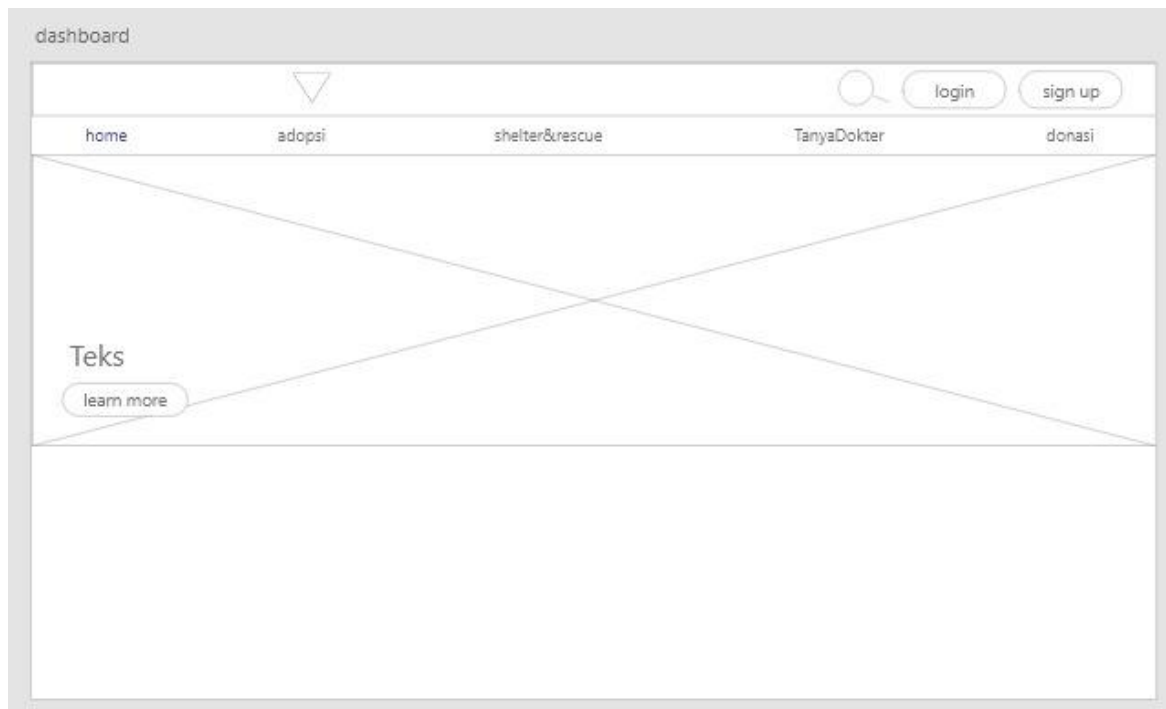 dashboard
login sign up
home adopsi shelter&rescue TanyaDokter donasi
Teks
learn more